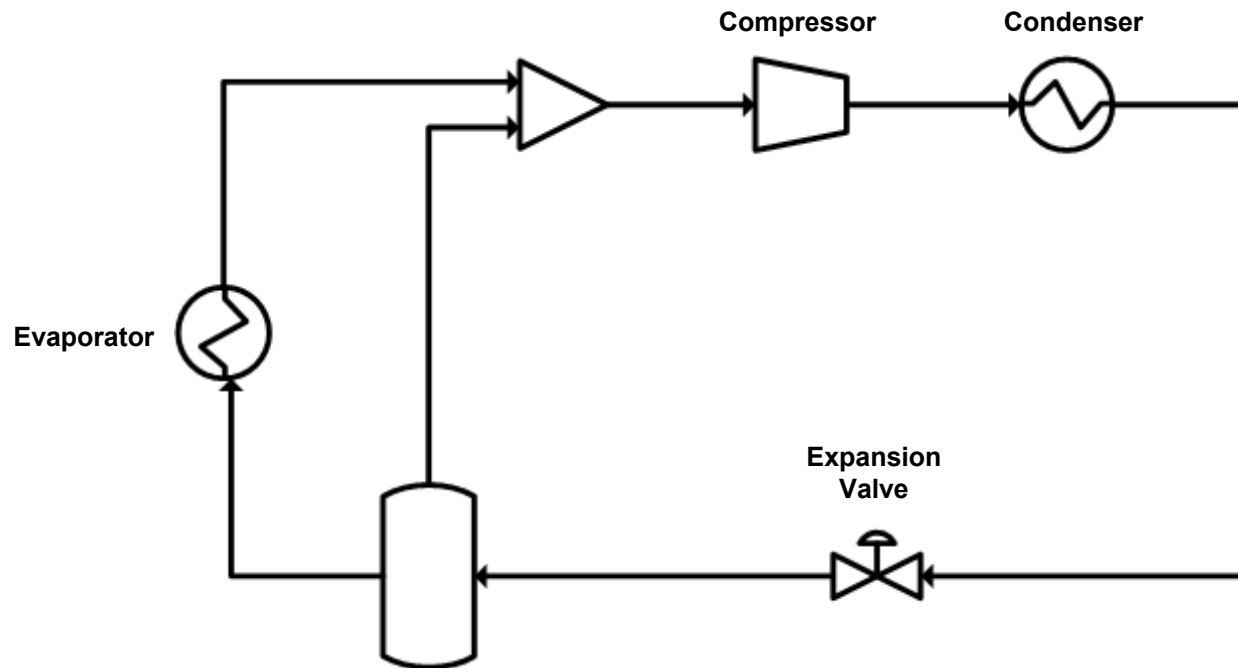 Compressor
Condenser
Evaporator
Expansion
Valve